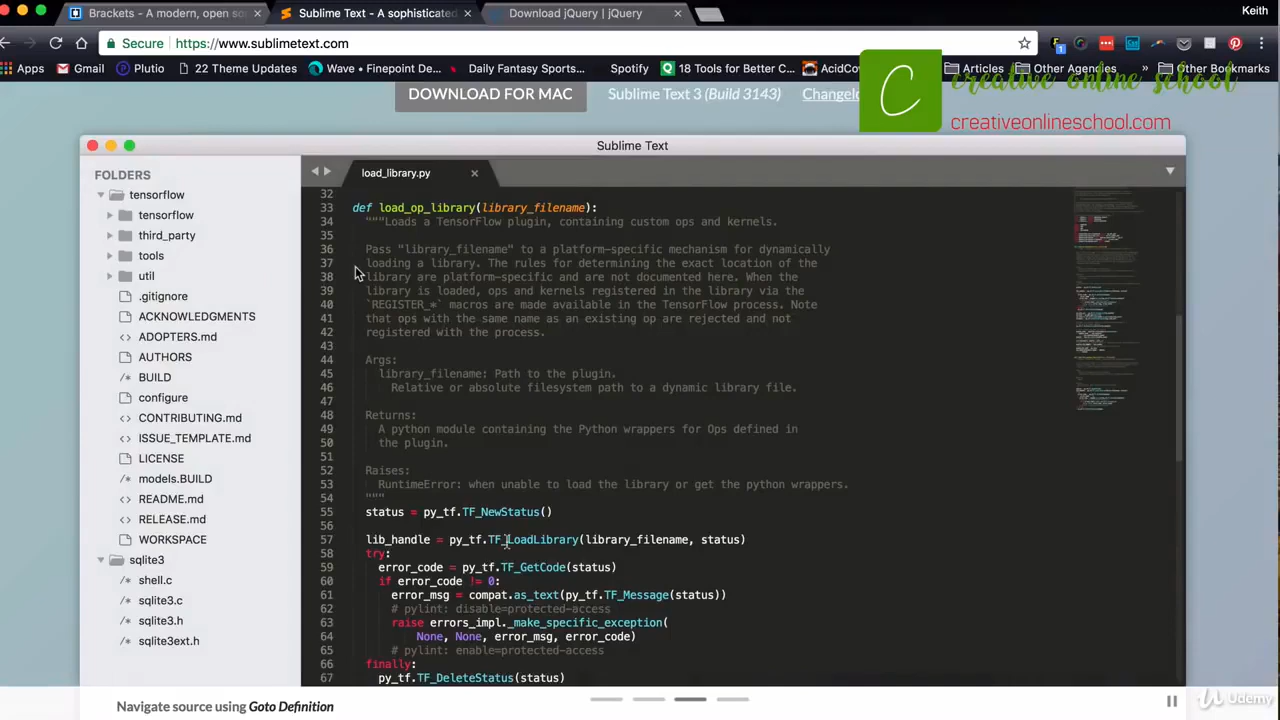 Brackets - A modern, open so
Sublime Text - A sophisticated
Download jQuery | jQuery
Keith
Secure https://www.sublimetext.com
Apps Gmail Plutio 22 Theme Updates Wave • Finepoint De... Daily Fantasy Sports... Spotify 18 Tools for Better C... AcidCo Articles Other Agencies » Other Bookmarks
DOWNLOAD FOR MAC
Sublime Text 3 (Build 3143)
Changelo
C
creative online school
creativeonlineschool.com
Sublime Text
FOLDERS
tensorflow
tensorflow
third_party
tools
util
.gitignore
ACKNOWLEDGMENTS
ADOPTERS.md
AUTHORS
BUILD
configure
CONTRIBUTING.md
ISSUE_TEMPLATE.md
LICENSE
models.BUILD
README.md
RELEASE.md
WORKSPACE
sqlite3
shell.c
sqlite3.c
sqlite3.h
sqlite3ext.h
load_library.py
32
33 def load_op_library(library_filename):
34 """Loads a TensorFlow plugin, containing custom ops and kernels.
35
36 Pass "library_filename" to a platform-specific mechanism for dynamically
37 loading a library. The rules for determining the exact location of the
38 library are platform-specific and are not documented here. When the
39 library is loaded, ops and kernels registered in the library via the
40 `REGISTER_*` macros are made available in the TensorFlow process. Note
41 that ops with the same name as an existing op are rejected and not
42 registered with the process.
43
44 Args:
45 library_filename: Path to the plugin.
46 Relative or absolute filesystem path to a dynamic library file.
47
48 Returns:
49 A python module containing the Python wrappers for Ops defined in
50 the plugin.
51
52 Raises:
53 RuntimeError: when unable to load the library or get the python wrappers.
54 """
55 status = py_tf.TF_NewStatus()
56
57 lib_handle = py_tf.TF_LoadLibrary(library_filename, status)
58 try:
59 error_code = py_tf.TF_GetCode(status)
60 if error_code != 0:
61 error_msg = compat.as_text(py_tf.TF_Message(status))
62 # pylint: disable=protected-access
63 raise errors_impl._make_specific_exception(
64 None, None, error_msg, error_code)
65 # pylint: enable=protected-access
66 finally:
67 py_tf.TF_DeleteStatus(status)
Navigate source using Goto Definition
Udemy